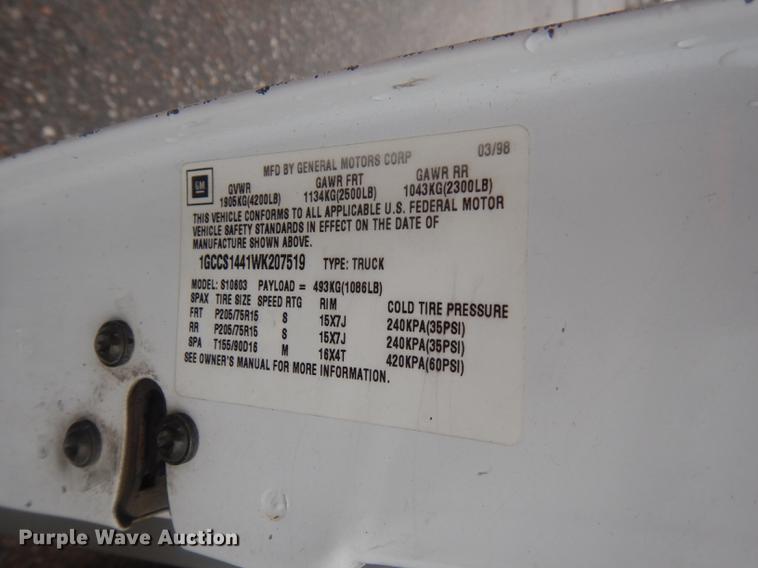 MFD BY GENERAL MOTORS CORP 03/98
GM GVWR GAWR FRT GAWR RR
1905KG(4200LB) 1134KG(2500LB) 1043KG(2300LB)
THIS VEHICLE CONFORMS TO ALL APPLICABLE U.S. FEDERAL MOTOR
VEHICLE SAFETY STANDARDS IN EFFECT ON THE DATE OF
MANUFACTURE SHOWN ABOVE.
1GCCS1441WK207519 TYPE: TRUCK
MODEL: S10603 PAYLOAD = 493KG(1086LB)
SPAX TIRE SIZE SPEED RTG RIM COLD TIRE PRESSURE
FRT P205/75R15 S 15X7J 240KPA(35PSI)
RR P205/75R15 S 15X7J 240KPA(35PSI)
SPA T155/90D16 M 16X4T 420KPA(60PSI)
SEE OWNER'S MANUAL FOR MORE INFORMATION.
Purple Wave Auction